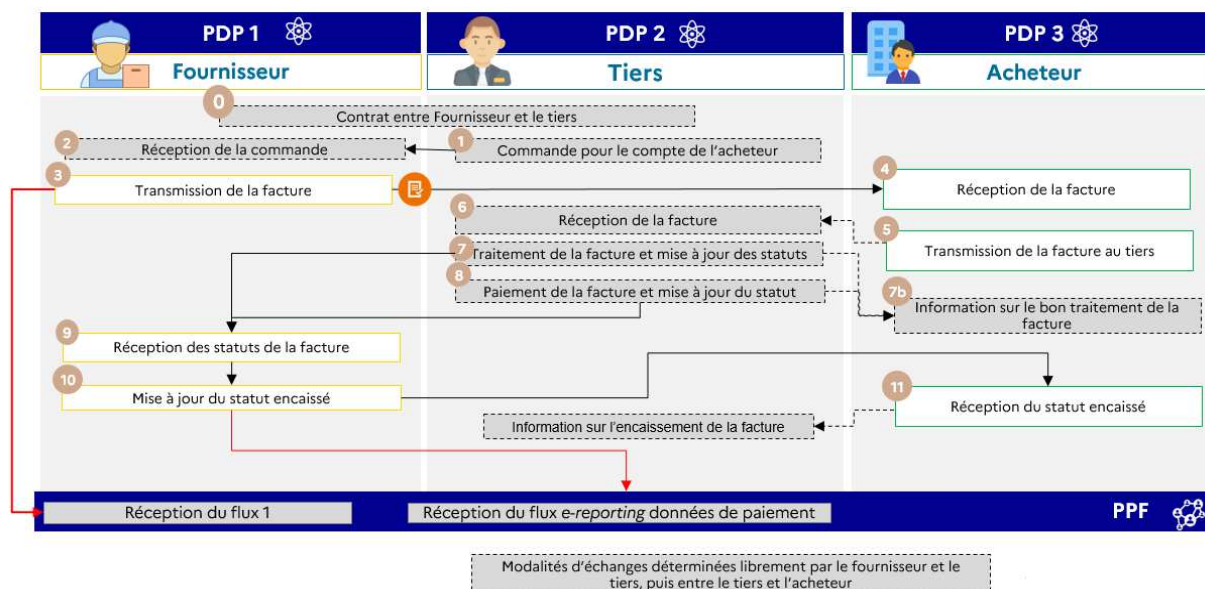 PDP 1
PDP 2
PDP 3
Fournisseur
Tiers
Acheteur
0
Contrat entre Fournisseur et le tiers
2
Réception de la commande
1
Commande pour le compte de l'acheteur
3
Transmission de la facture
4
Réception de la facture
6
Réception de la facture
5
Transmission de la facture au tiers
7
Traitement de la facture et mise à jour des statuts
8
Paiement de la facture et mise à jour du statut
7b
Information sur le bon traitement de la
facture
9
Réception des statuts de la facture
10
Mise à jour du statut encaissé
11
Réception du statut encaissé
Information sur l'encaissement de la facture
Réception du flux 1
Réception du flux e-reporting données de paiement
PPF
Modalités d'échanges déterminées librement par le fournisseur et le
tiers, puis entre le tiers et l'acheteur